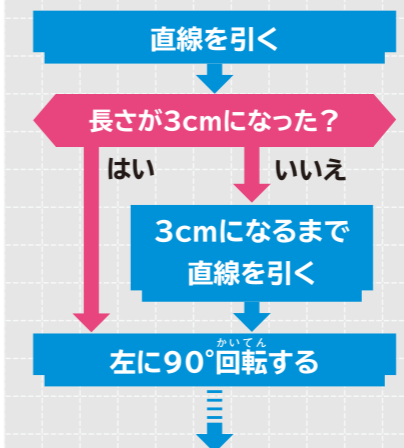 直線を引く
長さが3cmになった?
はい
いいえ
3cmになるまで
直線を引く
かいてん
左に90°回転する